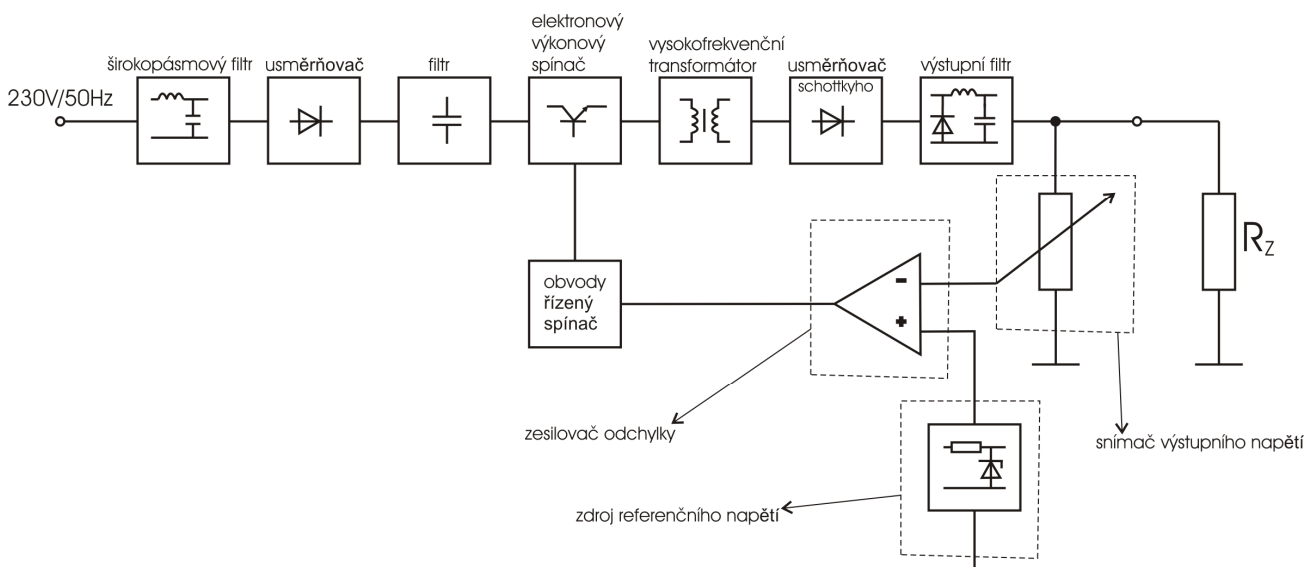 elektronový
výkonový
spínač
vysokofrekvenční
transformátor
širokopásmový filtr
usměrňovač
filtr
usměrňovač
schottkyho
výstupní filtr
230V/50Hz
RZ
obvody
řízený
spínač
-
+
zesilovač odchylky
snímač výstupního napětí
zdroj referenčního napětí